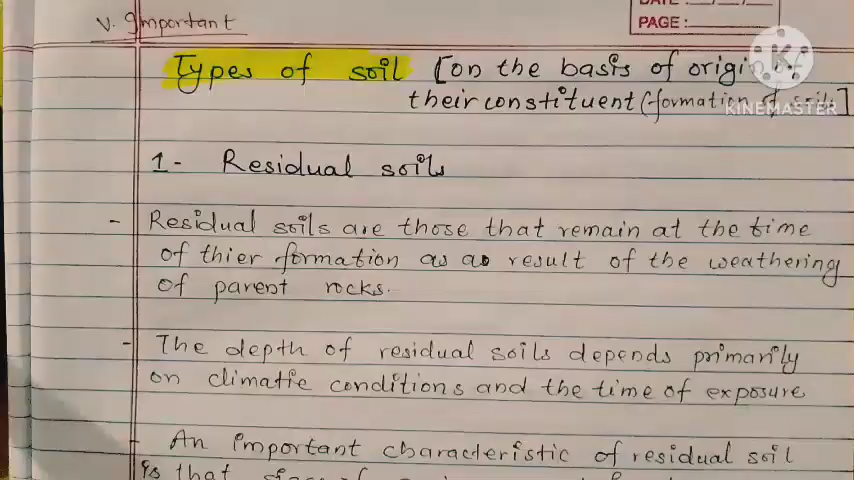 V. Important
DATE :
PAGE :
Types of soil [on the basis of origin of
their constituent (formation of soils]
KINEMASTER
1- Residual soils
- Residual soils are those that remain at the time
of thier formation as as result of the weathering
of parent rocks.
- The depth of residual soils depends primarily
on climatic conditions and the time of exposure
- An important characteristic of residual soil
is that